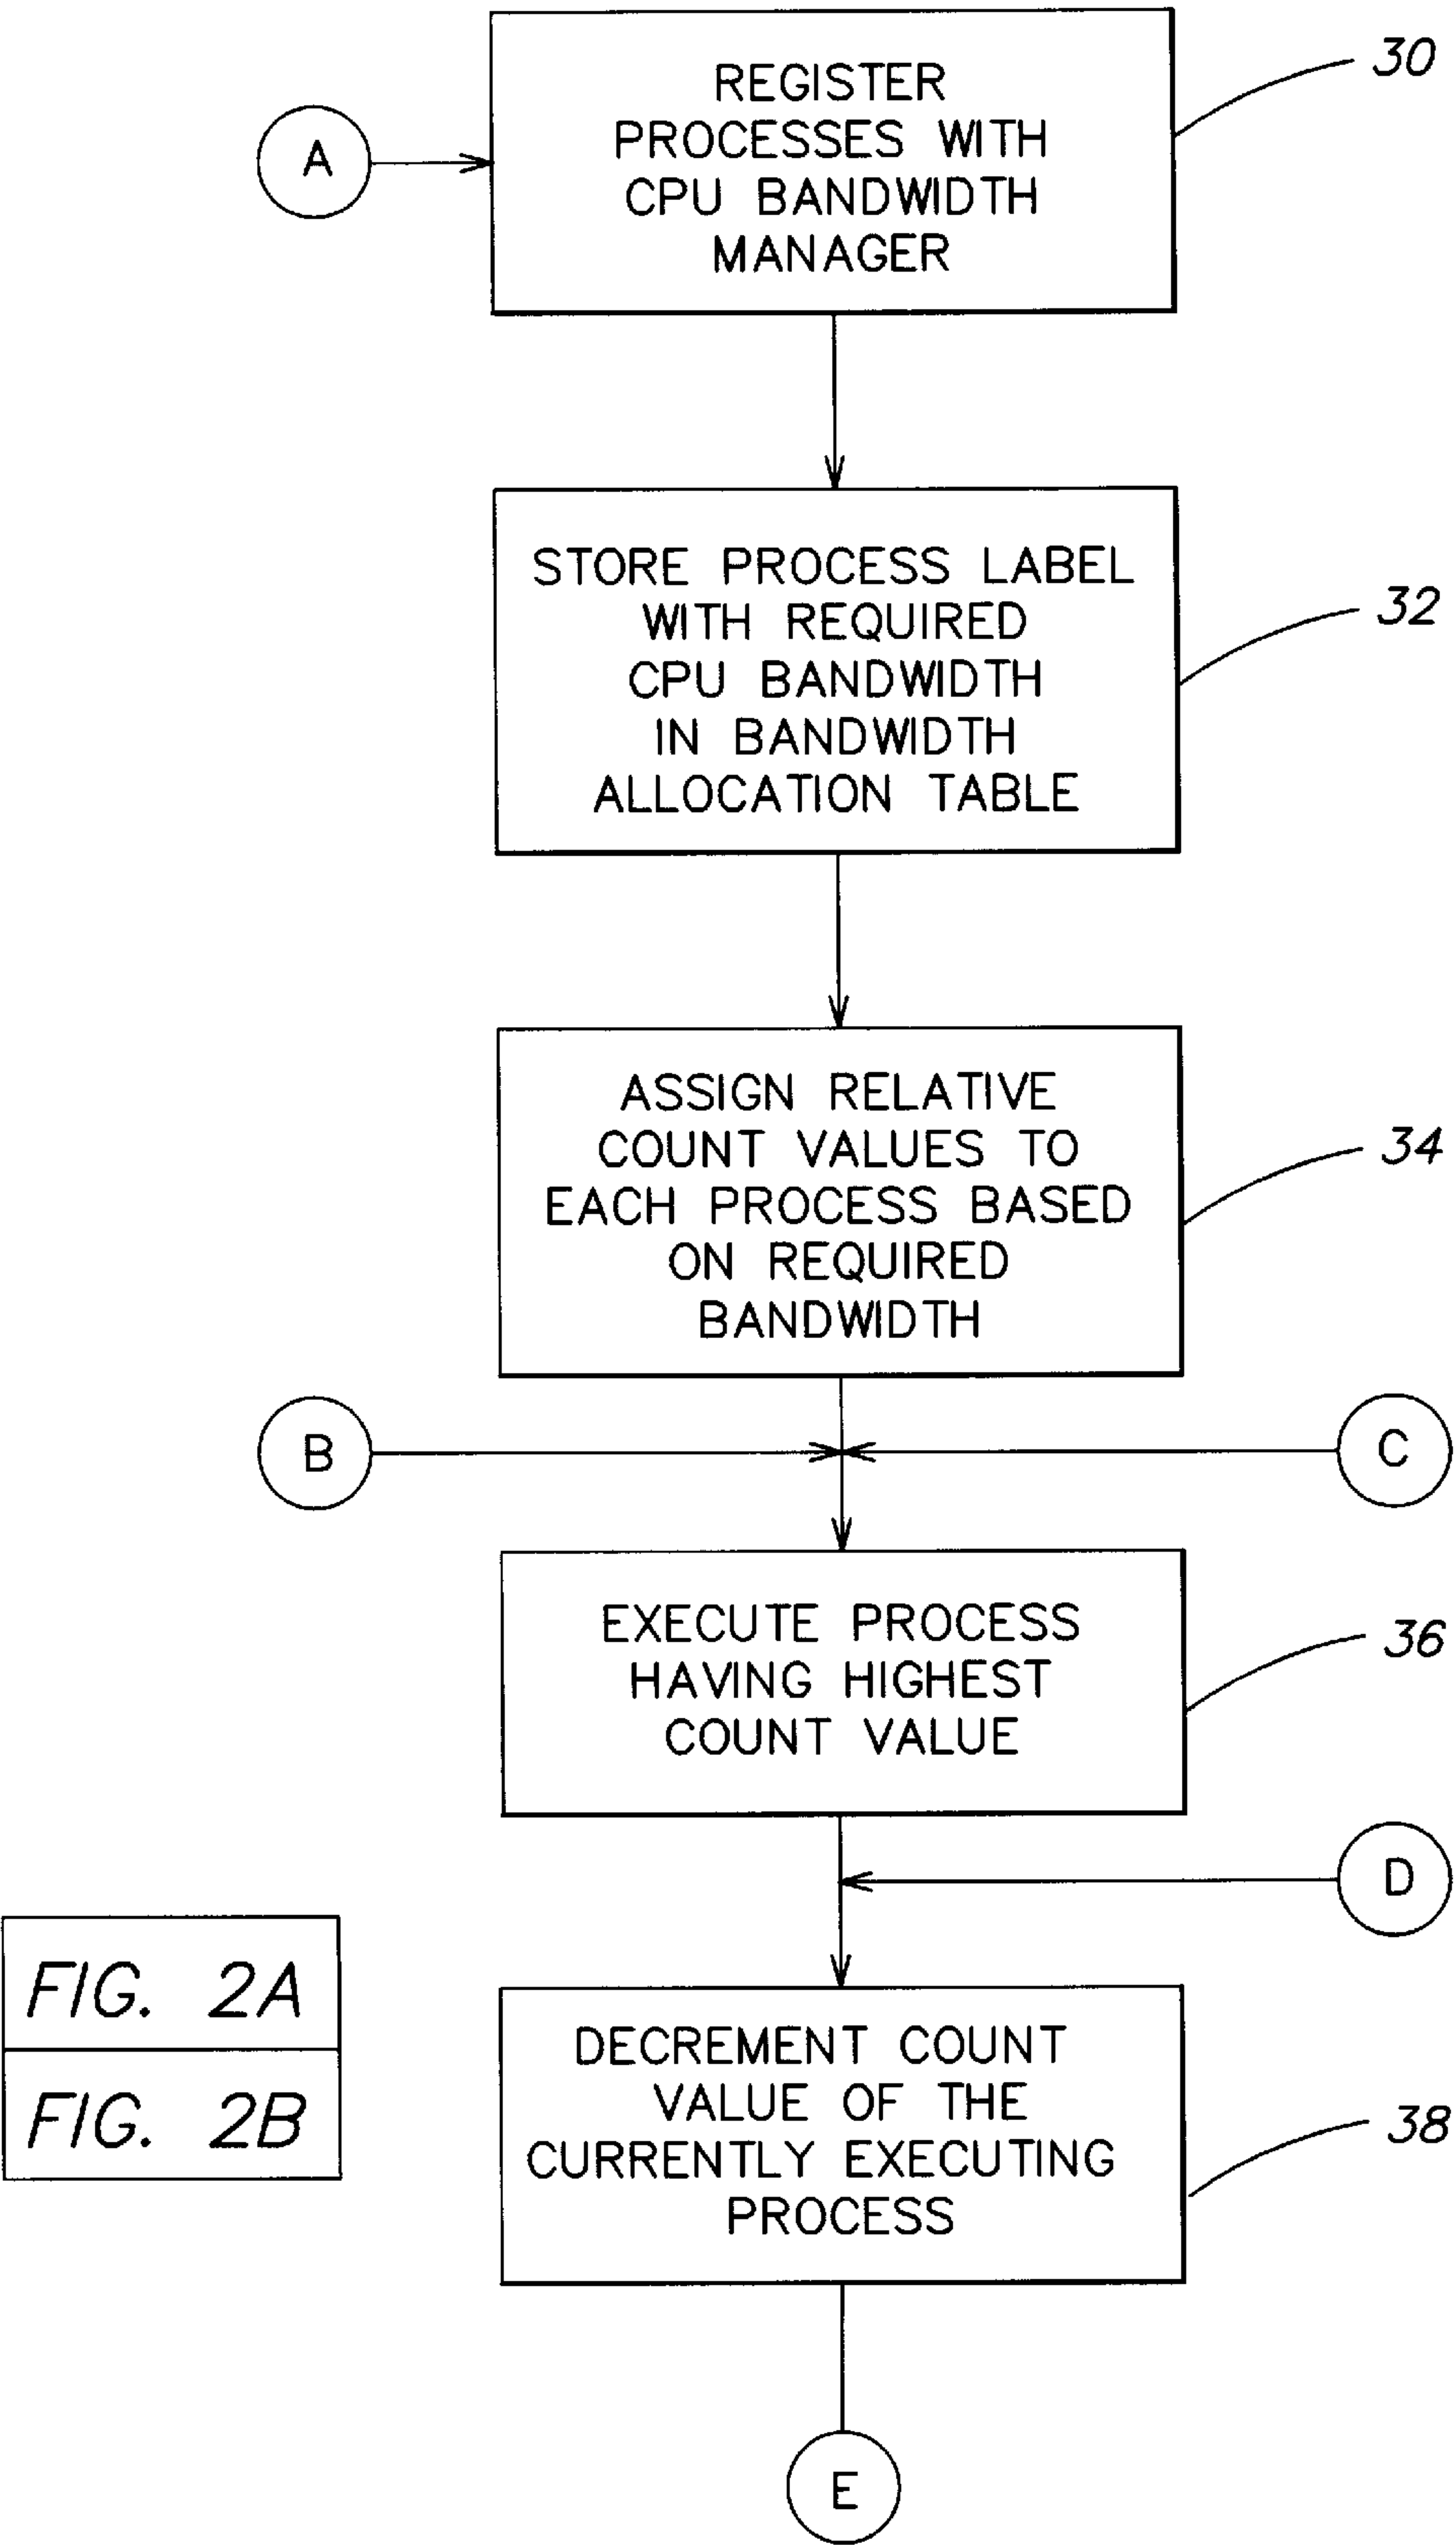 A
REGISTER
PROCESSES WITH
CPU BANDWIDTH
MANAGER
30
STORE PROCESS LABEL
WITH REQUIRED
CPU BANDWIDTH
IN BANDWIDTH
ALLOCATION TABLE
32
ASSIGN RELATIVE
COUNT VALUES TO
EACH PROCESS BASED
ON REQUIRED
BANDWIDTH
34
B
C
EXECUTE PROCESS
HAVING HIGHEST
COUNT VALUE
36
D
FIG. 2A
FIG. 2B
DECREMENT COUNT
VALUE OF THE
CURRENTLY EXECUTING
PROCESS
38
E